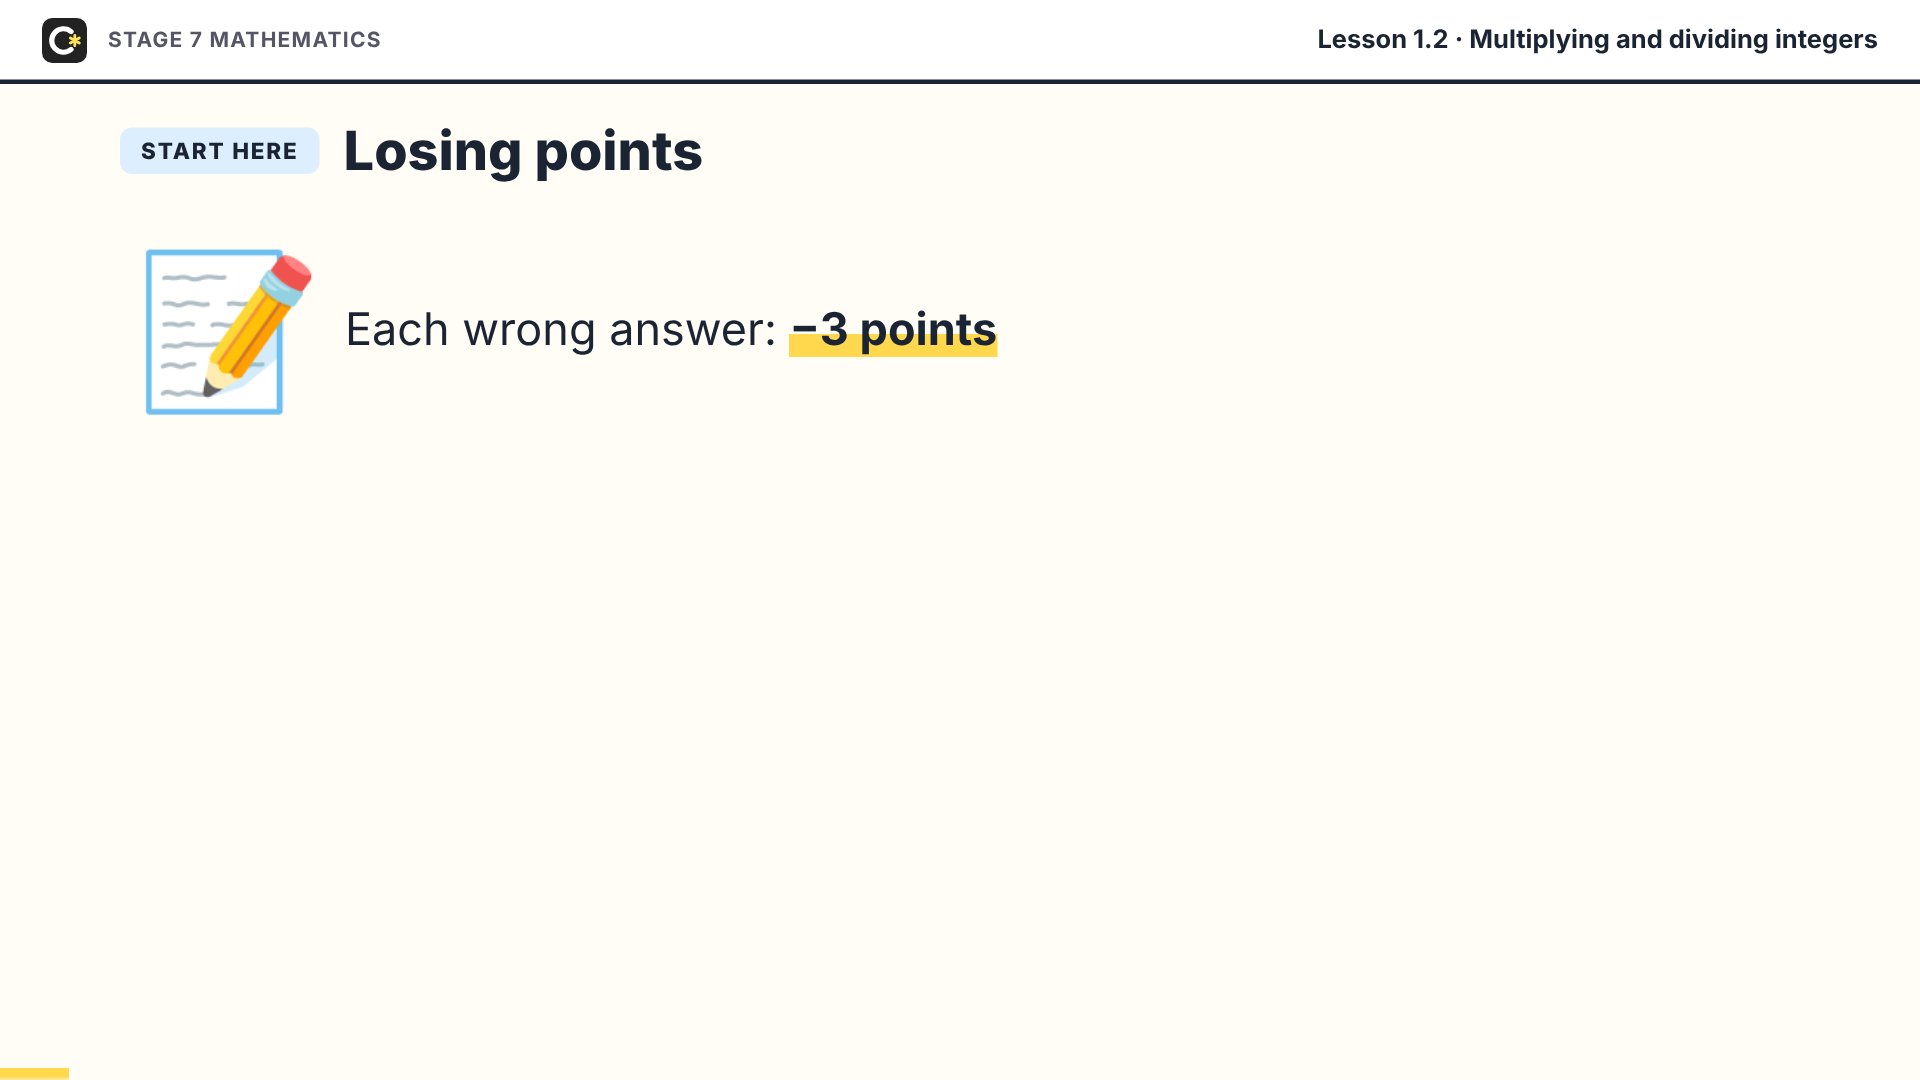 STAGE 7 MATHEMATICS
Lesson 1.2 · Multiplying and dividing integers
START HERE
Losing points
Each wrong answer: −3 points